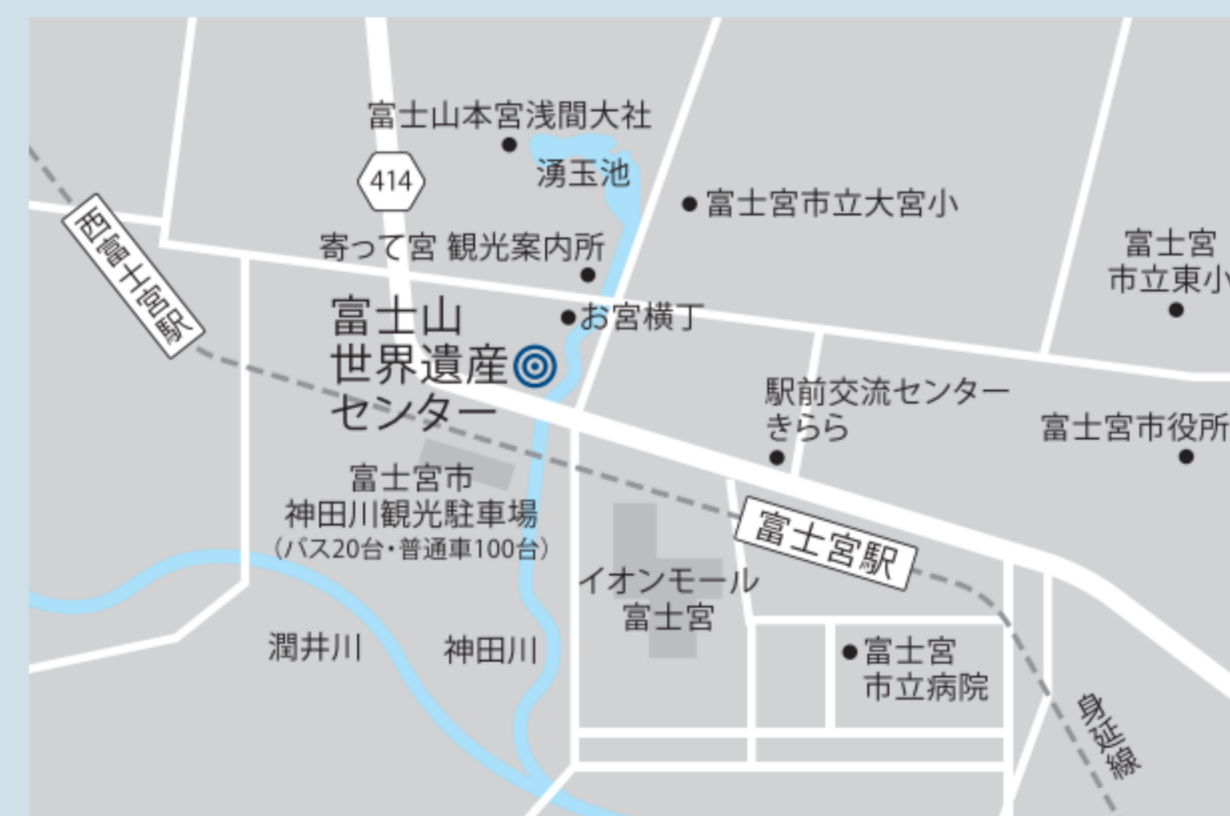 富士山本宮浅間大社
湧玉池
414
富士宮市立大宮小
西富士宮駅
寄って宮 観光案内所
富士宮
市立東小
お宮横丁
富士山
世界遺産
センター
駅前交流センター
きらら
富士宮市役所
富士宮市
神田川観光駐車場
（バス20台・普通車100台）
富士宮駅
イオンモール
富士宮
潤井川
神田川
富士宮
市立病院
身延線